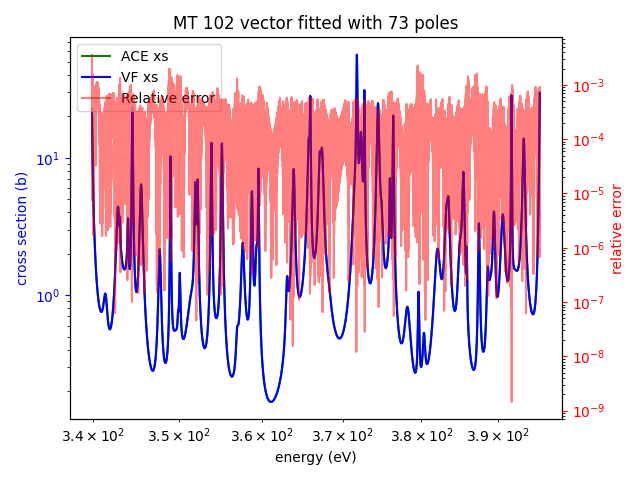 MT 102 vector fitted with 73 poles
ACE xs
VF xs
Relative error
cross section (b)
10¹
10⁰
10⁻³
10⁻⁴
10⁻⁵
10⁻⁶
10⁻⁷
10⁻⁸
10⁻⁹
relative error
3.4 × 10² 3.5 × 10² 3.6 × 10² 3.7 × 10² 3.8 × 10² 3.9 × 10²
energy (eV)